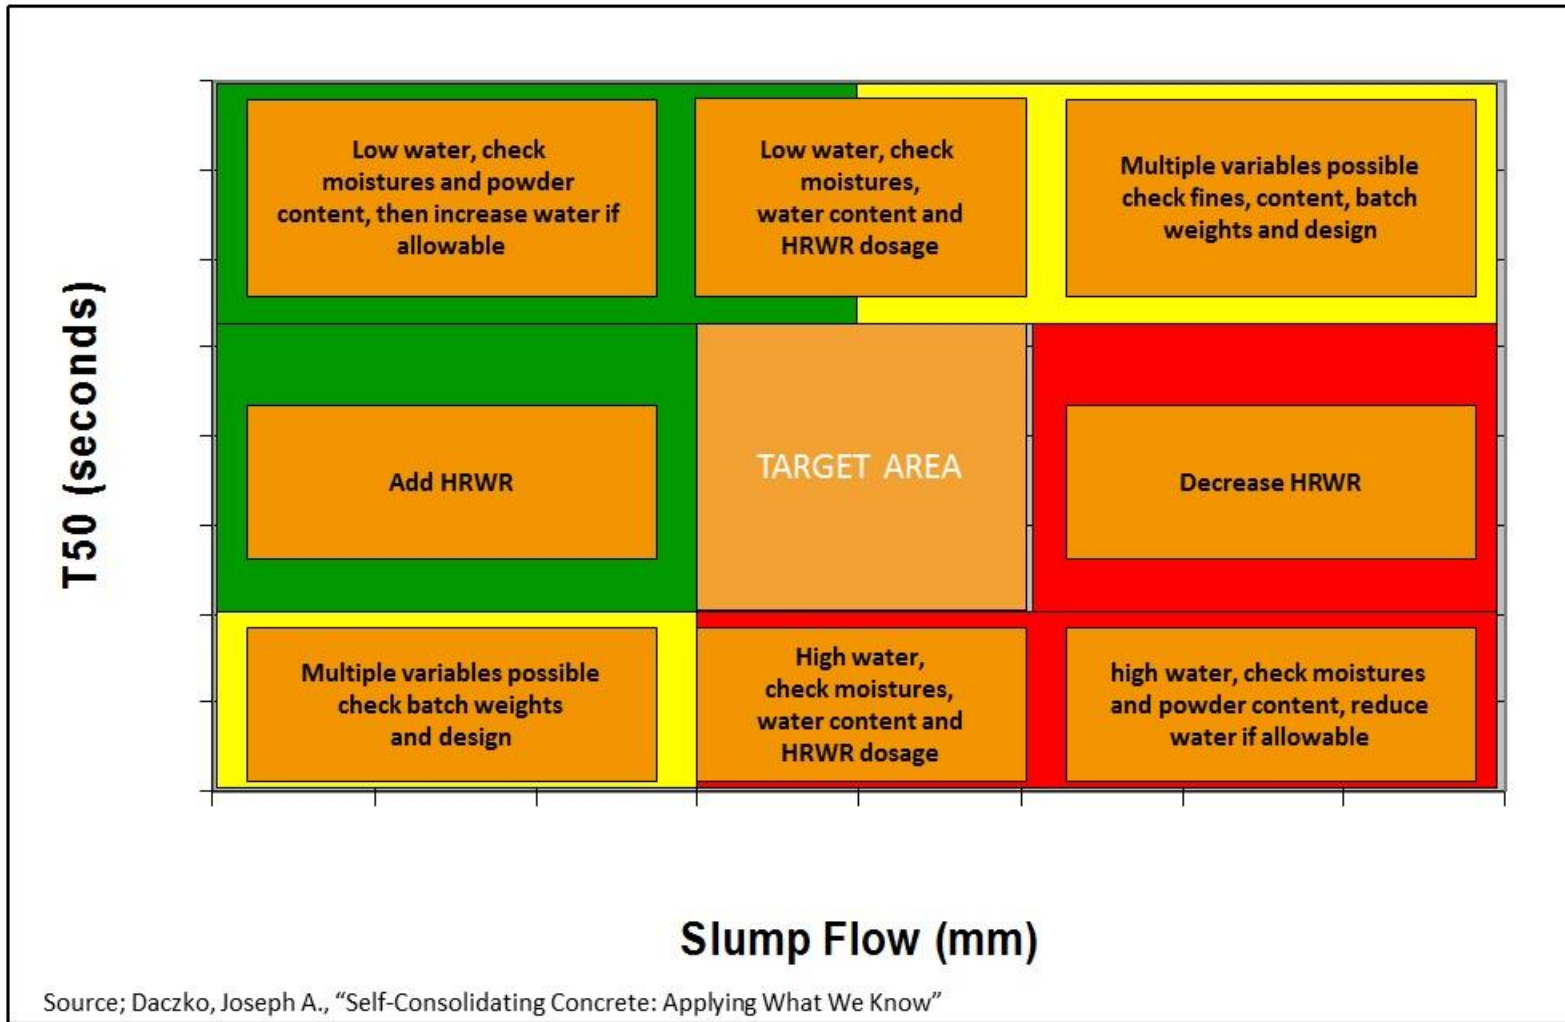 Low water, check
moistures and powder
content, then increase water if
allowable
Low water, check
moistures,
water content and
HRWR dosage
Multiple variables possible
check fines, content, batch
weights and design
T50 (seconds)
Add HRWR
TARGET AREA
Decrease HRWR
Multiple variables possible
check batch weights
and design
High water,
check moistures,
water content and
HRWR dosage
high water, check moistures
and powder content, reduce
water if allowable
Slump Flow (mm)
Source; Daczko, Joseph A., “Self-Consolidating Concrete: Applying What We Know”